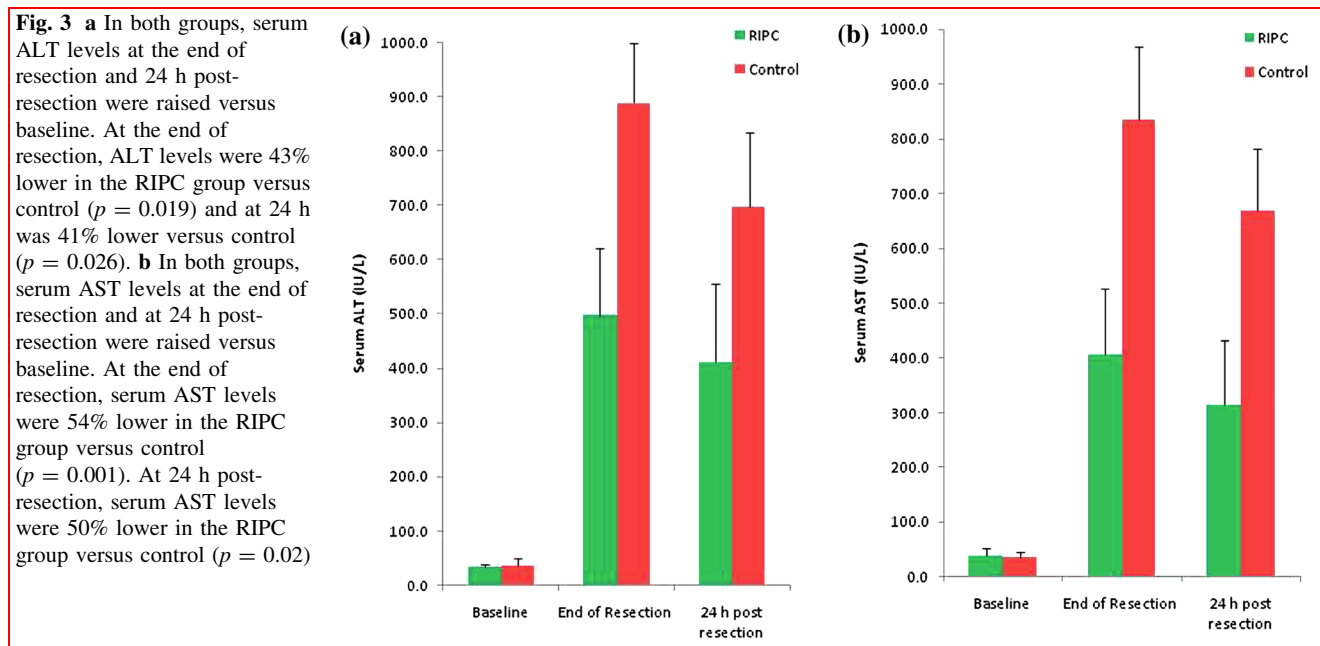 Fig. 3 a In both groups, serum
ALT levels at the end of
resection and 24 h post-
resection were raised versus
baseline. At the end of
resection, ALT levels were 43%
lower in the RIPC group versus
control (p = 0.019) and at 24 h
was 41% lower versus control
(p = 0.026). b In both groups,
serum AST levels at the end of
resection and at 24 h post-
resection were raised versus
baseline. At the end of
resection, serum AST levels
were 54% lower in the RIPC
group versus control
(p = 0.001). At 24 h post-
resection, serum AST levels
were 50% lower in the RIPC
group versus control (p = 0.02)
(a)
RIPC
Control
Serum ALT (IU/L)
1000.0
900.0
800.0
700.0
600.0
500.0
400.0
300.0
200.0
100.0
0.0
Baseline
End of Resection
24 h post
resection
(b)
RIPC
Control
Serum AST (IU/L)
1000.0
900.0
800.0
700.0
600.0
500.0
400.0
300.0
200.0
100.0
0.0
Baseline
End of Resection
24 h post
resection